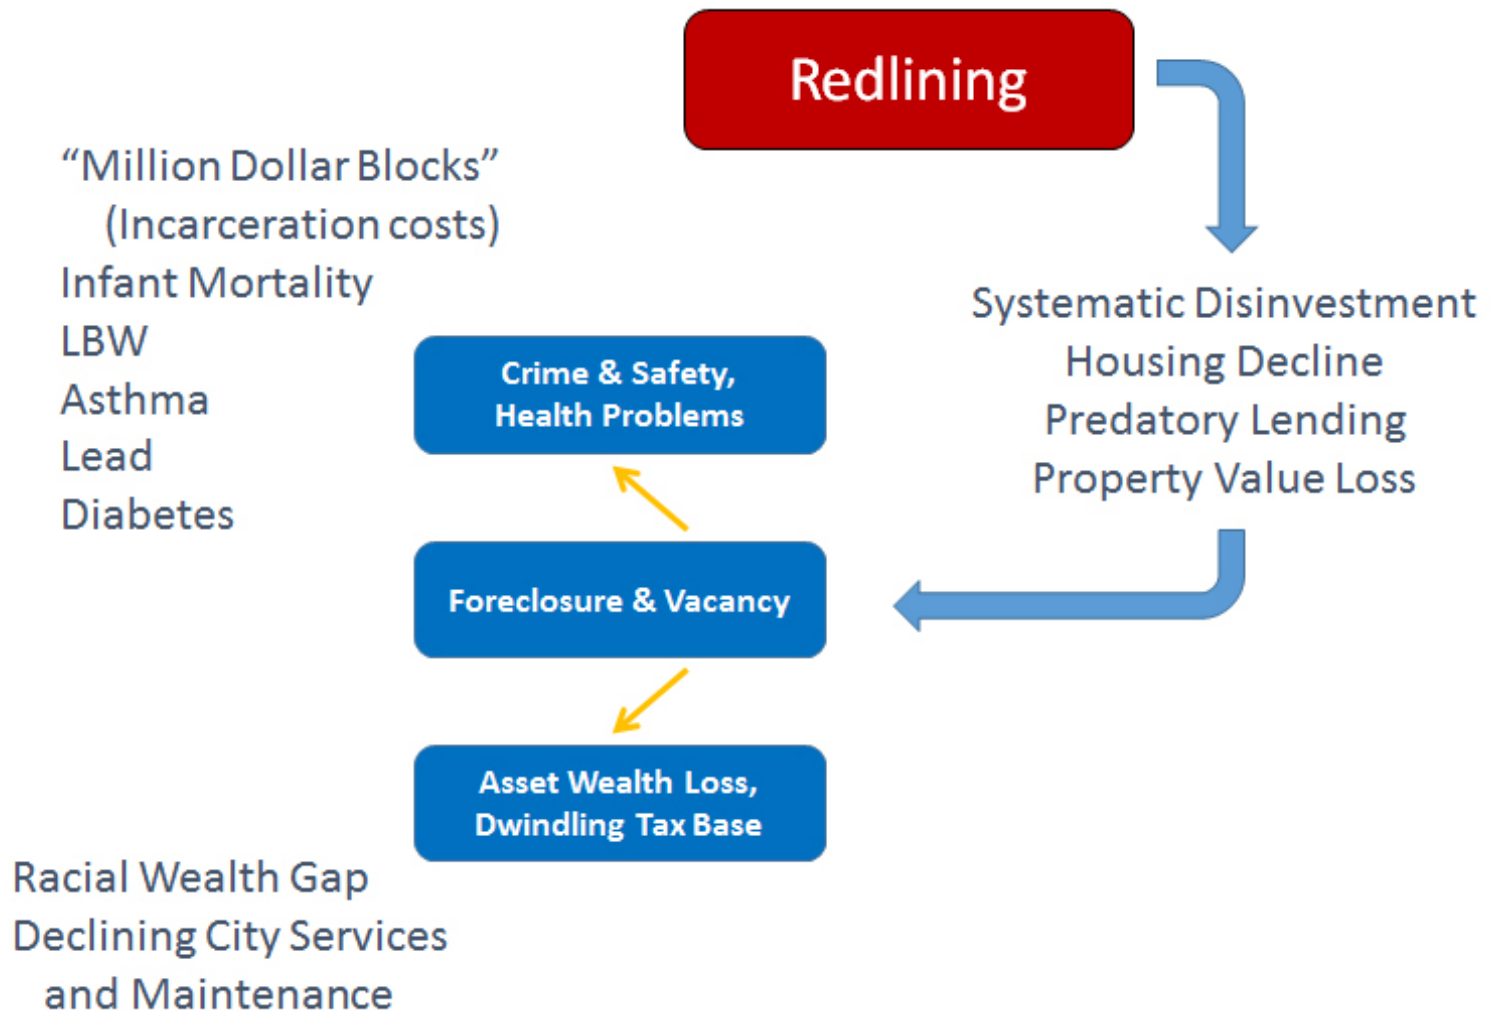 Redlining
“Million Dollar Blocks”
(Incarceration costs)
Infant Mortality
LBW
Asthma
Lead
Diabetes
Systematic Disinvestment
Housing Decline
Predatory Lending
Property Value Loss
Crime & Safety,
Health Problems
Foreclosure & Vacancy
Asset Wealth Loss,
Dwindling Tax Base
Racial Wealth Gap
Declining City Services
and Maintenance